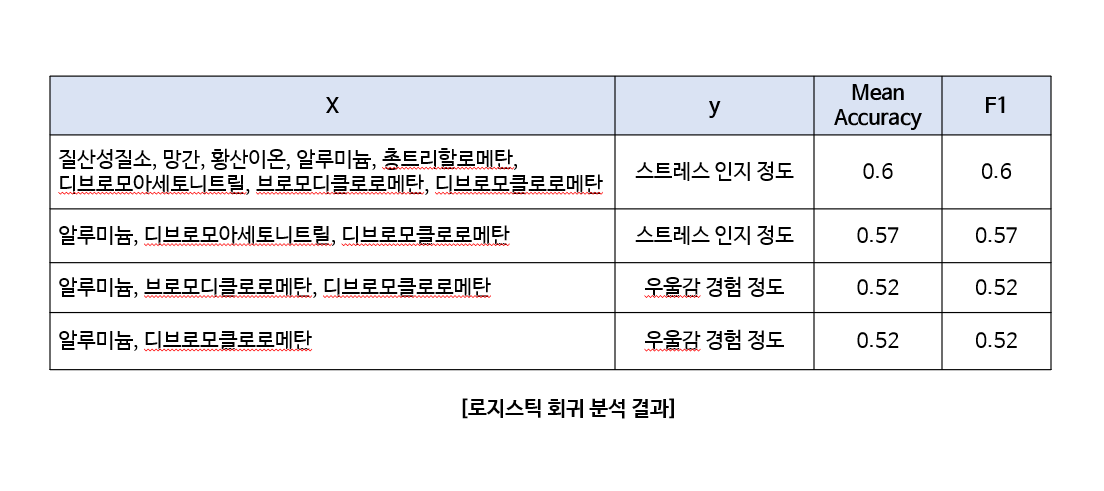 X
y
Mean
Accuracy
F1
질산성질소, 망간, 황산이온, 알루미늄, 총트리할로메탄,
디브로모아세토니트릴, 브로모디클로로메탄, 디브로모클로로메탄
스트레스 인지 정도
0.6
0.6
알루미늄, 디브로모아세토니트릴, 디브로모클로로메탄
스트레스 인지 정도
0.57
0.57
알루미늄, 브로모디클로로메탄, 디브로모클로로메탄
우울감 경험 정도
0.52
0.52
알루미늄, 디브로모클로로메탄
우울감 경험 정도
0.52
0.52
[로지스틱 회귀 분석 결과]